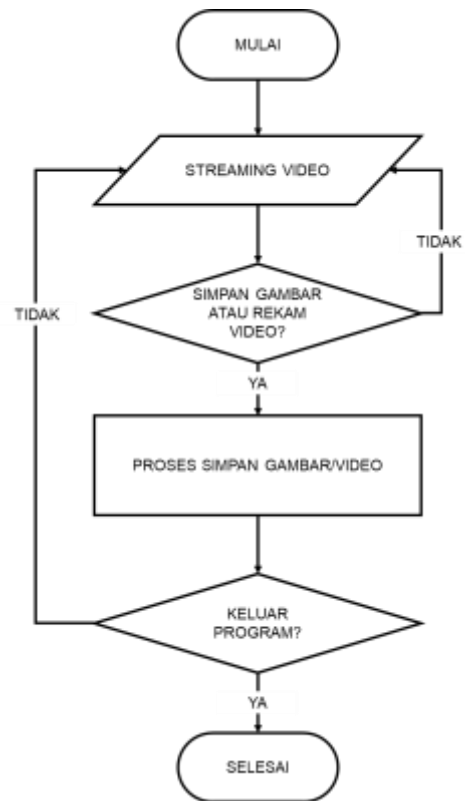 MULAI
STREAMING VIDEO
TIDAK
SIMPAN GAMBAR
ATAU REKAM
VIDEO?
TIDAK
YA
PROSES SIMPAN GAMBAR/VIDEO
KELUAR
PROGRAM?
YA
SELESAI